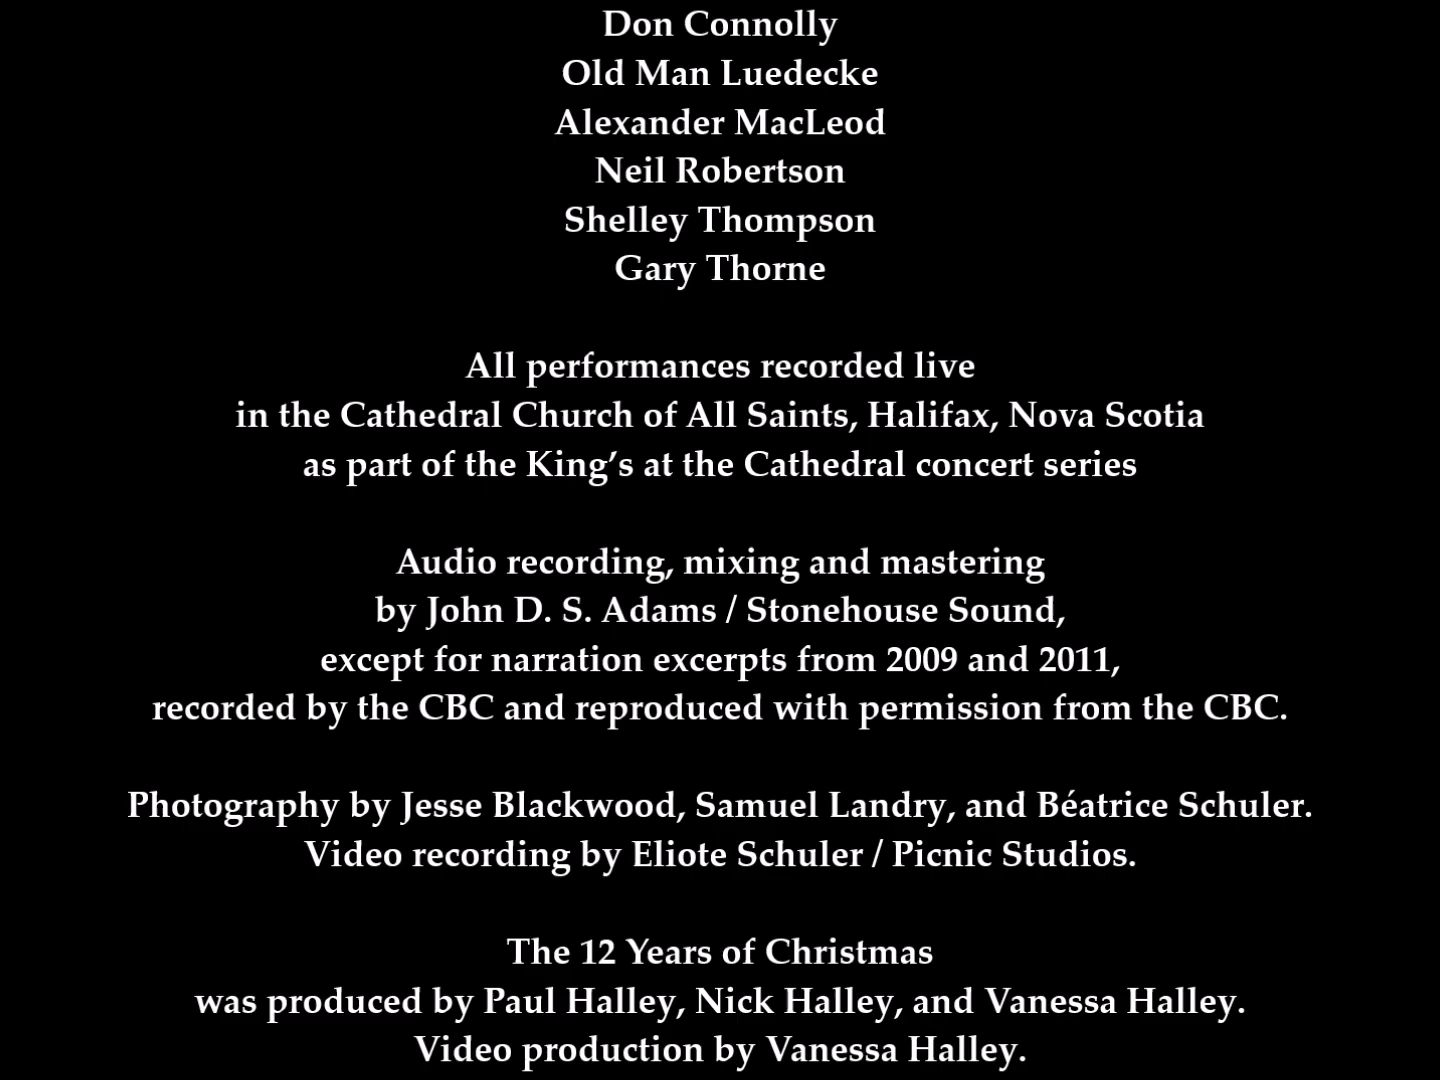 Don Connolly
Old Man Luedecke
Alexander MacLeod
Neil Robertson
Shelley Thompson
Gary Thorne
All performances recorded live
in the Cathedral Church of All Saints, Halifax, Nova Scotia
as part of the King’s at the Cathedral concert series
Audio recording, mixing and mastering
by John D. S. Adams / Stonehouse Sound,
except for narration excerpts from 2009 and 2011,
recorded by the CBC and reproduced with permission from the CBC.
Photography by Jesse Blackwood, Samuel Landry, and Béatrice Schuler.
Video recording by Eliote Schuler / Picnic Studios.
The 12 Years of Christmas
was produced by Paul Halley, Nick Halley, and Vanessa Halley.
Video production by Vanessa Halley.